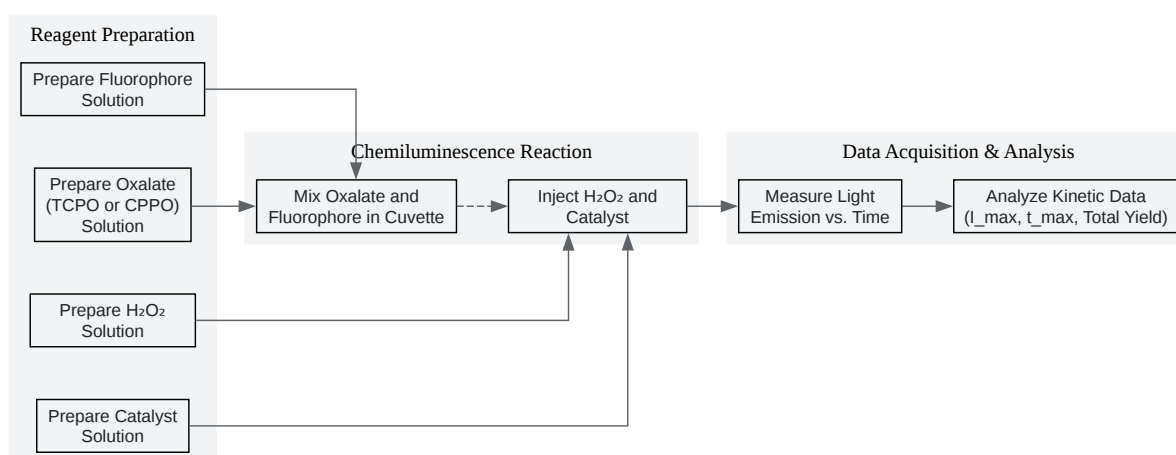 Reagent Preparation
Prepare Fluorophore
Solution
Prepare Oxalate
(TCPO or CPPO)
Solution
Prepare H₂O₂
Solution
Prepare Catalyst
Solution
Chemiluminescence Reaction
Mix Oxalate and
Fluorophore in Cuvette
Inject H₂O₂ and
Catalyst
Data Acquisition & Analysis
Measure Light
Emission vs. Time
Analyze Kinetic Data
(I_max, t_max, Total Yield)